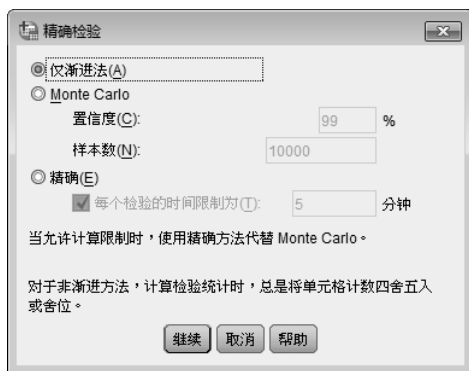 精确检验
仅渐进法(A)
Monte Carlo
置信度(C): 99 %
样本数(N): 10000
精确(E)
每个检验的时间限制为(T): 5 分钟
当允许计算限制时，使用精确方法代替 Monte Carlo。
对于非渐进方法，计算检验统计时，总是将单元格计数四舍五入
或舍位。
继续 取消 帮助